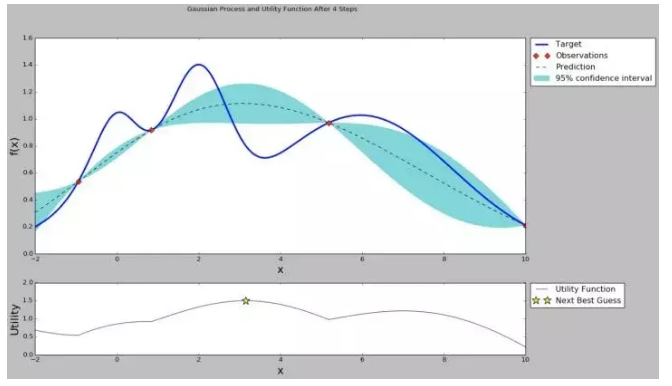 Gaussian Process and Utility Function After 4 Steps
1.6
1.4
1.2
1.0
0.8
0.6
0.4
0.2
0.0
f(x)
−2
0
2
4
6
8
10
x
Target
Observations
Prediction
95% confidence interval
2.0
1.5
1.0
0.5
0.0
Utility
−2
0
2
4
6
8
10
x
Utility Function
Next Best Guess